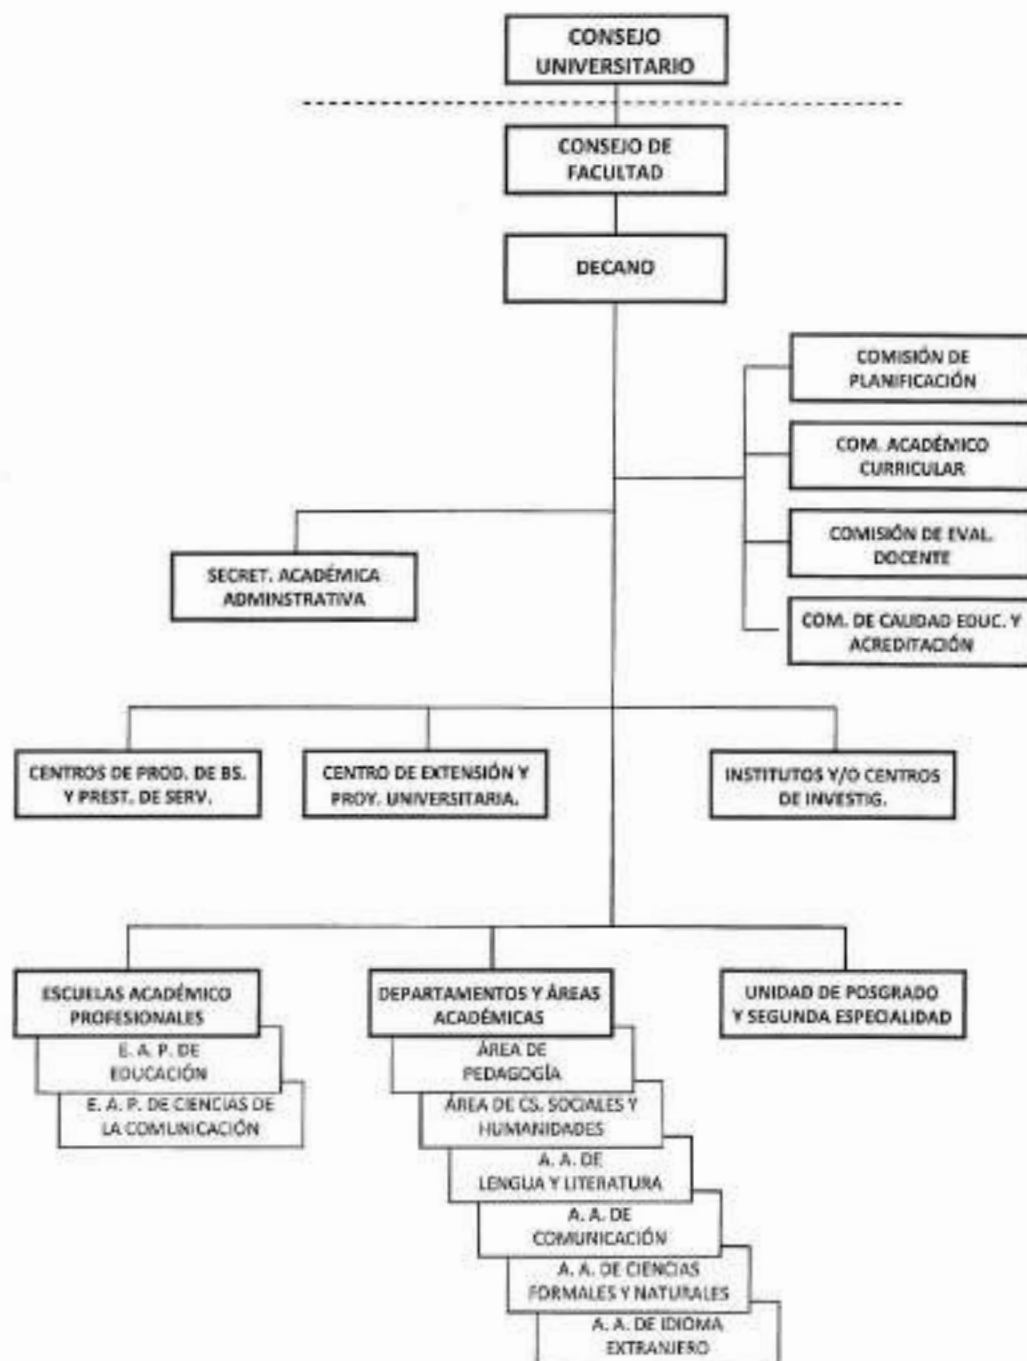 CONSEJO
UNIVERSITARIO
CONSEJO DE
FACULTAD
DECANO
COMISIÓN DE
PLANIFICACIÓN
COM. ACADÉMICO
CURRICULAR
COMISIÓN DE EVAL.
DOCENTE
COM. DE CALIDAD EDUC. Y
ACREDITACIÓN
SECRET. ACADÉMICA
ADMINSTRATIVA
CENTROS DE PROD. DE BS.
Y PREST. DE SERV.
CENTRO DE EXTENSIÓN Y
PROY. UNIVERSITARIA.
INSTITUTOS Y/O CENTROS
DE INVESTIG.
ESCUELAS ACADÉMICO
PROFESIONALES
E. A. P. DE
EDUCACIÓN
E. A. P. DE CIENCIAS DE
LA COMUNICACIÓN
DEPARTAMENTOS Y ÁREAS
ACADÉMICAS
ÁREA DE
PEDAGOGÍA
ÁREA DE CS. SOCIALES Y
HUMANIDADES
A. A. DE
LENGUA Y LITERATURA
A. A. DE
COMUNICACIÓN
A. A. DE CIENCIAS
FORMALES Y NATURALES
A. A. DE IDIOMA
EXTRANJERO
UNIDAD DE POSGRADO
Y SEGUNDA ESPECIALIDAD